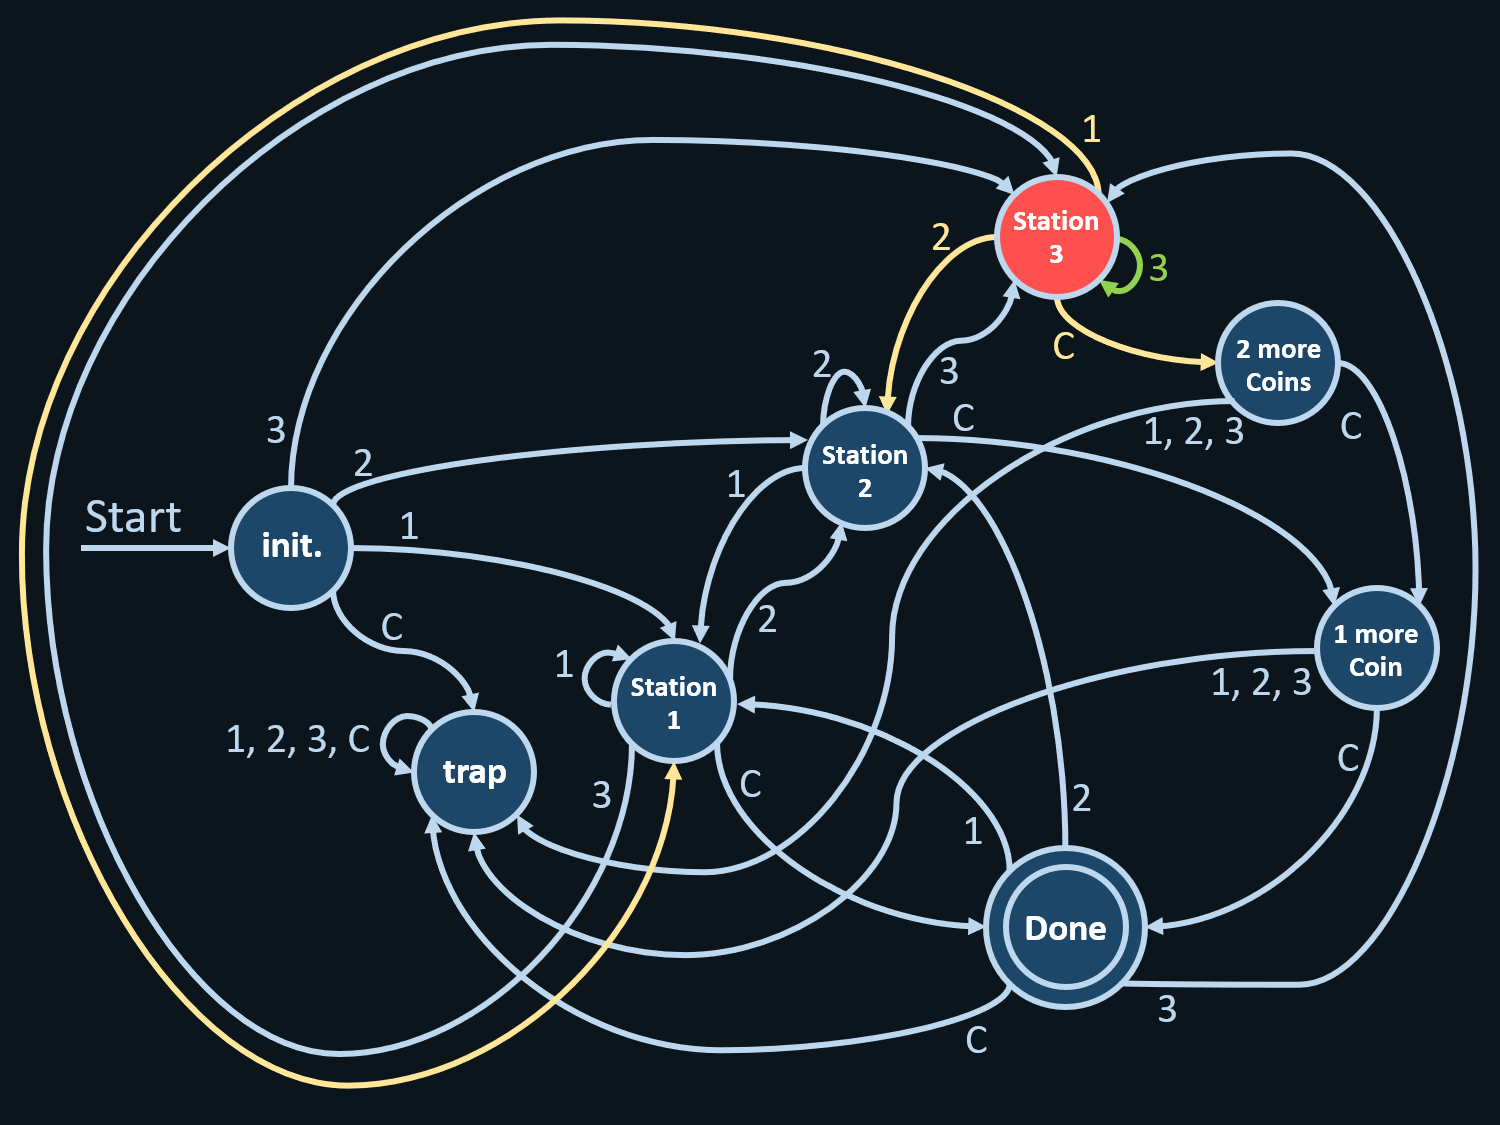 1
Station
3
2
3
C
2 more
Coins
2
3
C
1, 2, 3
C
3
2
Station
2
1
Start
1
init.
2
C
1
Station
1
1 more
Coin
1, 2, 3
1, 2, 3, C
trap
3
C
C
2
1
Done
3
C